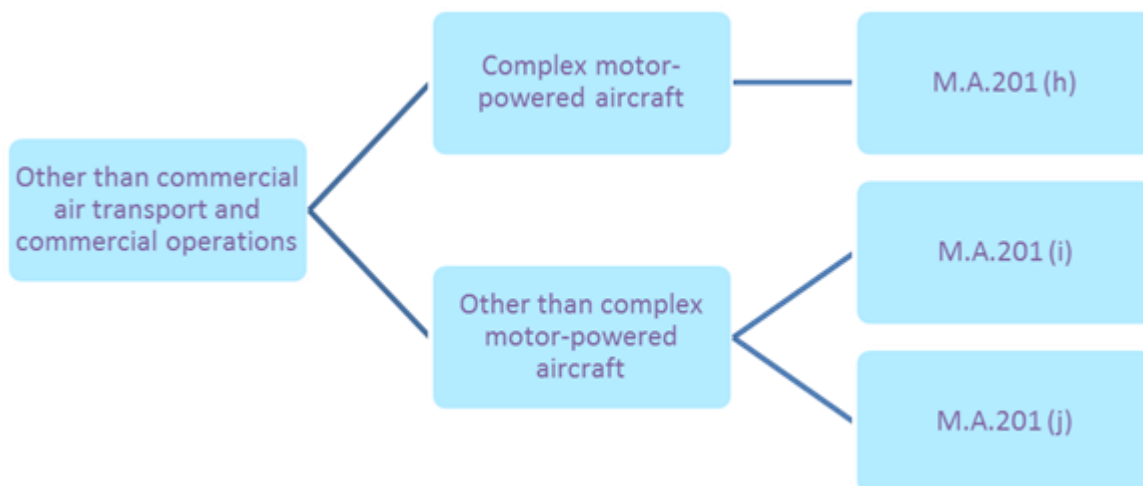 Other than commercial
air transport and
commercial operations
Complex motor-
powered aircraft
Other than complex
motor-powered
aircraft
M.A.201 (h)
M.A.201 (i)
M.A.201 (j)